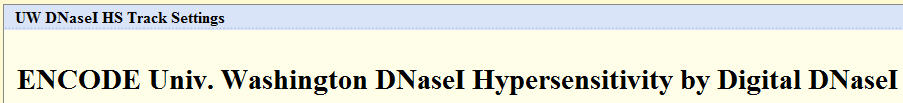 UW DNaseI HS Track Settings
ENCODE Univ. Washington DNaseI Hypersensitivity by Digital DNaseI